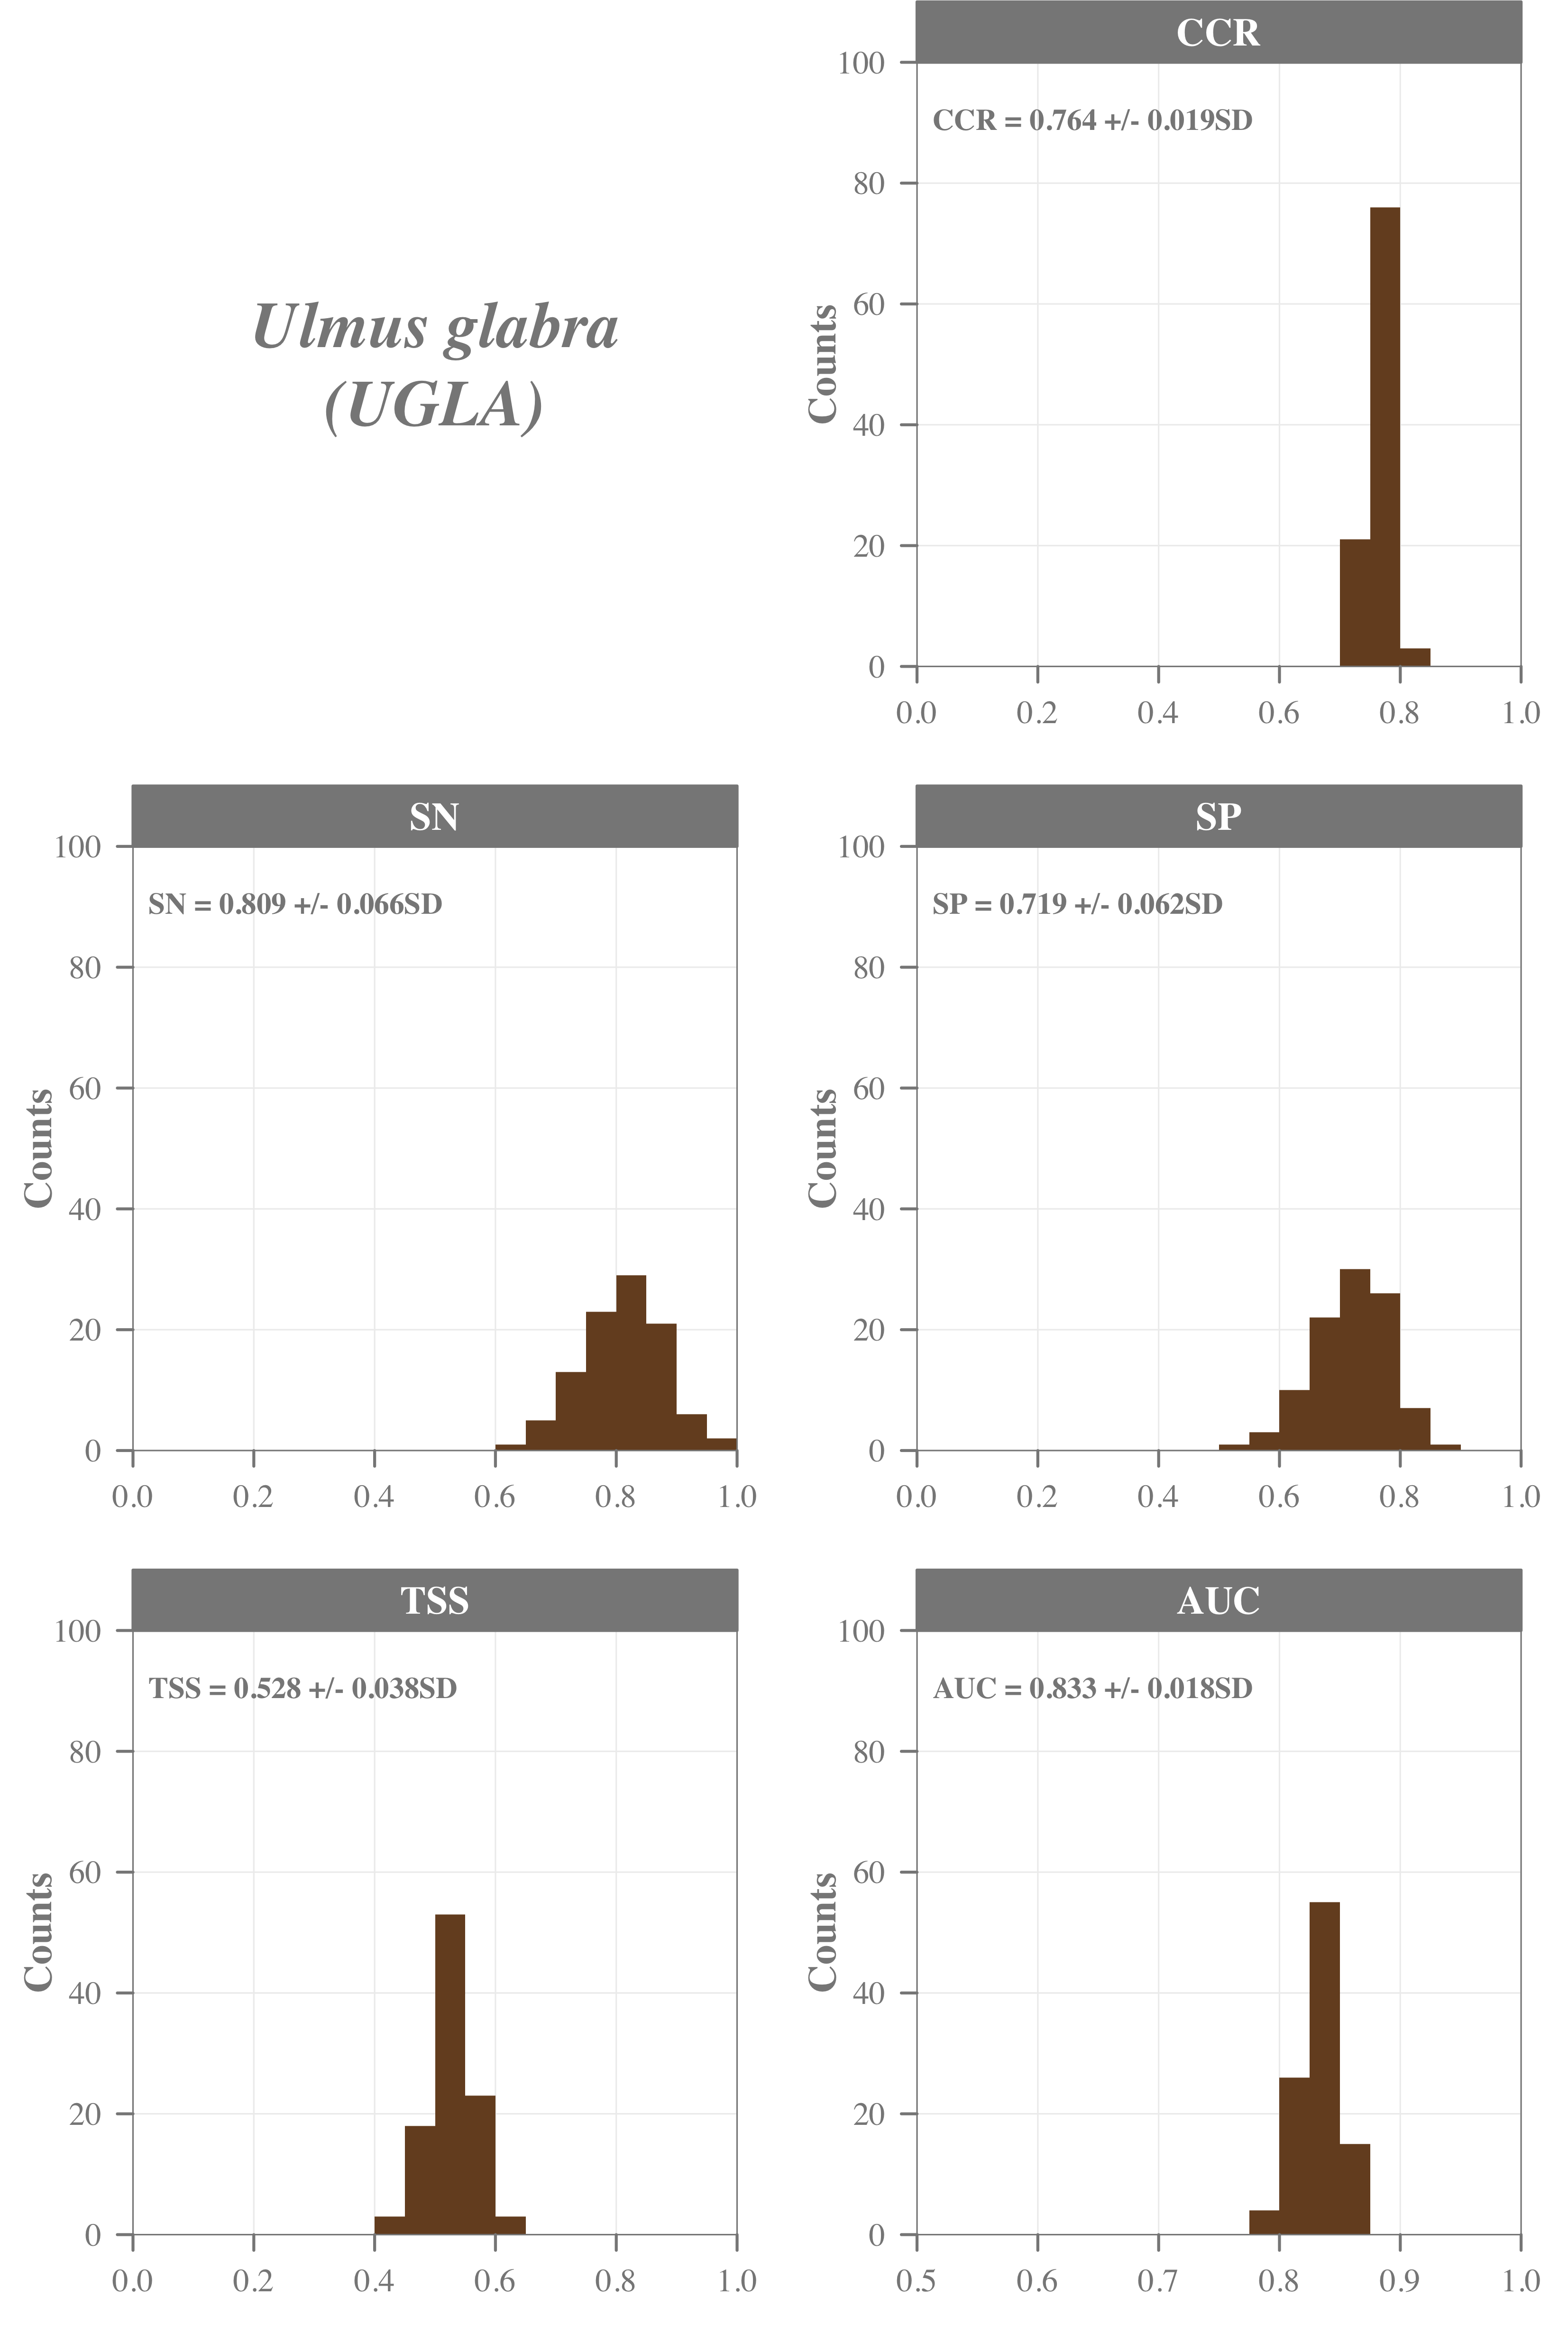 Ulmus glabra
(UGLA)
CCR
CCR = 0.764 +/- 0.019SD
Counts
100
80
60
40
20
0
0.0 0.2 0.4 0.6 0.8 1.0
SN
SN = 0.809 +/- 0.066SD
Counts
100
80
60
40
20
0
0.0 0.2 0.4 0.6 0.8 1.0
SP
SP = 0.719 +/- 0.062SD
Counts
100
80
60
40
20
0
0.0 0.2 0.4 0.6 0.8 1.0
TSS
TSS = 0.528 +/- 0.038SD
Counts
100
80
60
40
20
0
0.0 0.2 0.4 0.6 0.8 1.0
AUC
AUC = 0.833 +/- 0.018SD
Counts
100
80
60
40
20
0
0.5 0.6 0.7 0.8 0.9 1.0